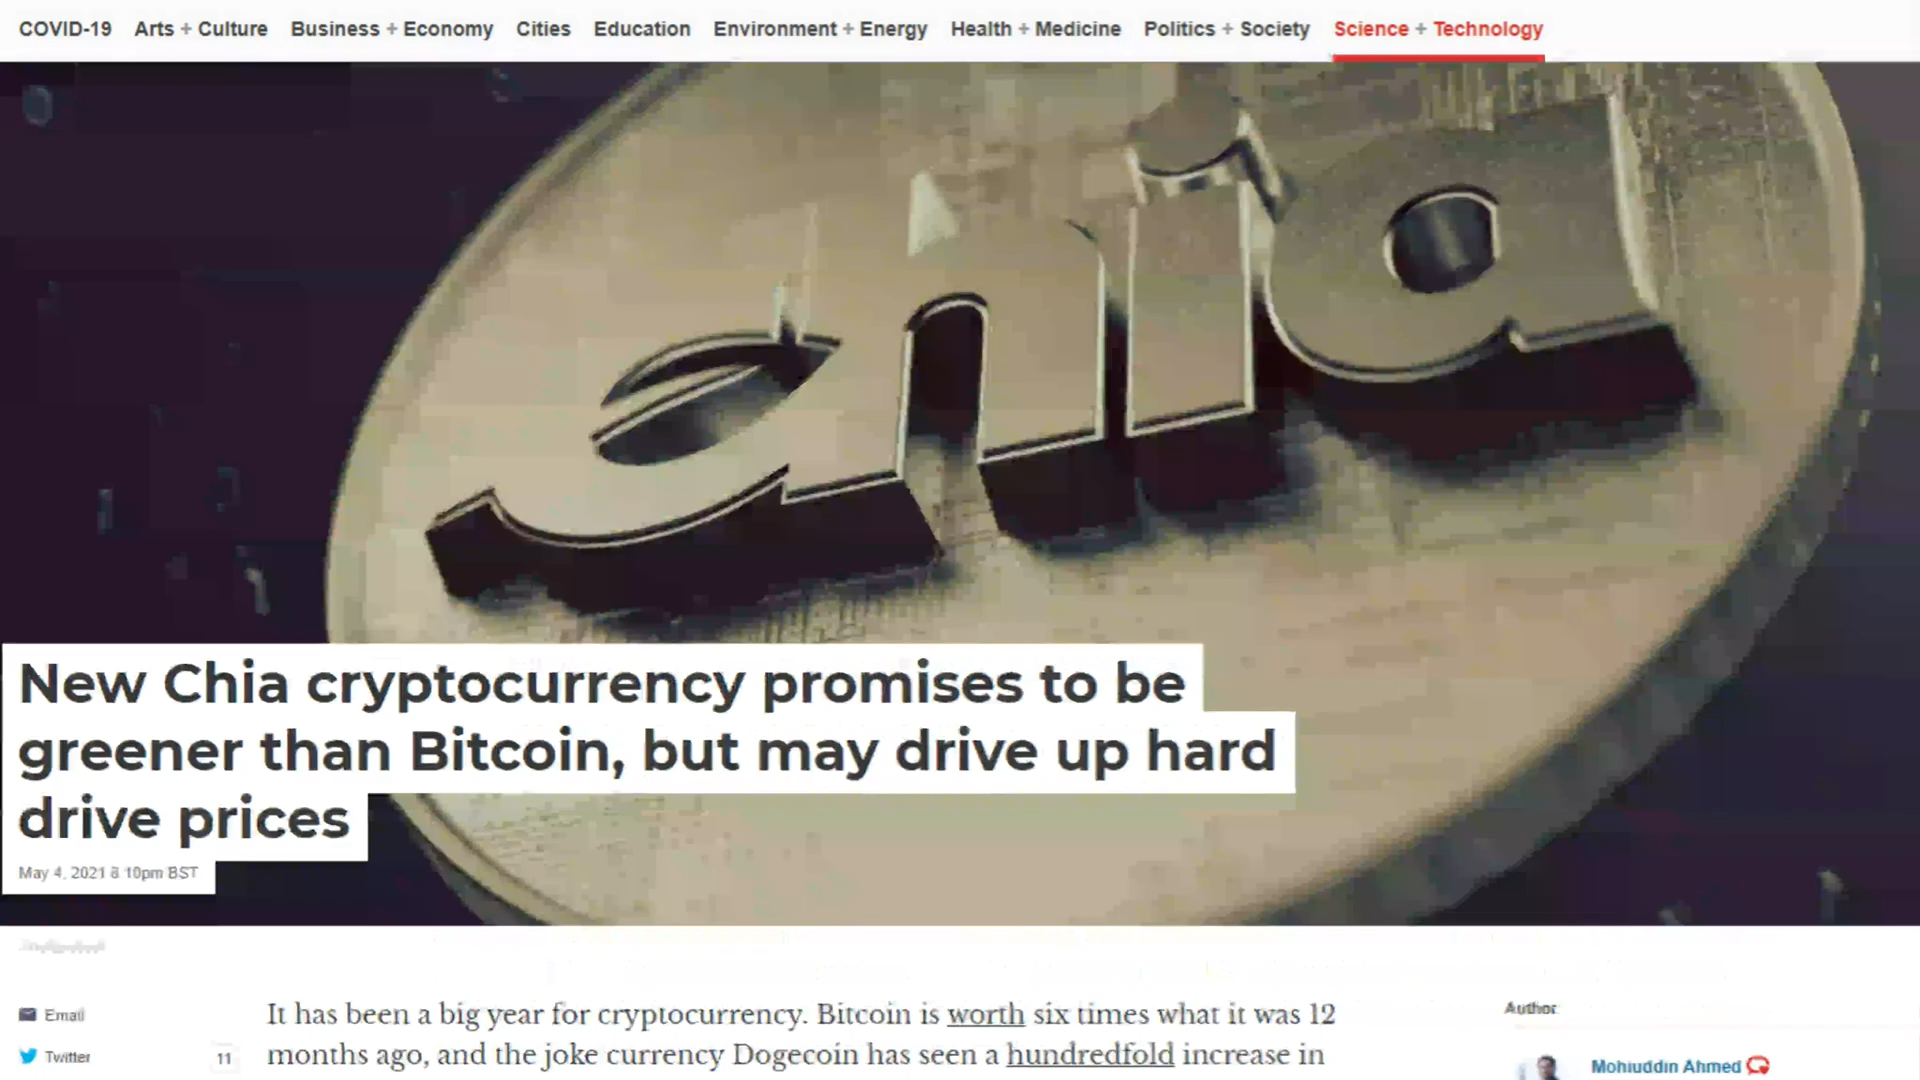 COVID-19 Arts + Culture Business + Economy Cities Education Environment + Energy Health + Medicine Politics + Society Science + Technology
chia
New Chia cryptocurrency promises to be
greener than Bitcoin, but may drive up hard
drive prices
May 4, 2021 8.10pm BST
Email
Twitter 11
It has been a big year for cryptocurrency. Bitcoin is worth six times what it was 12
months ago, and the joke currency Dogecoin has seen a hundredfold increase in
Author
Mohiuddin Ahmed